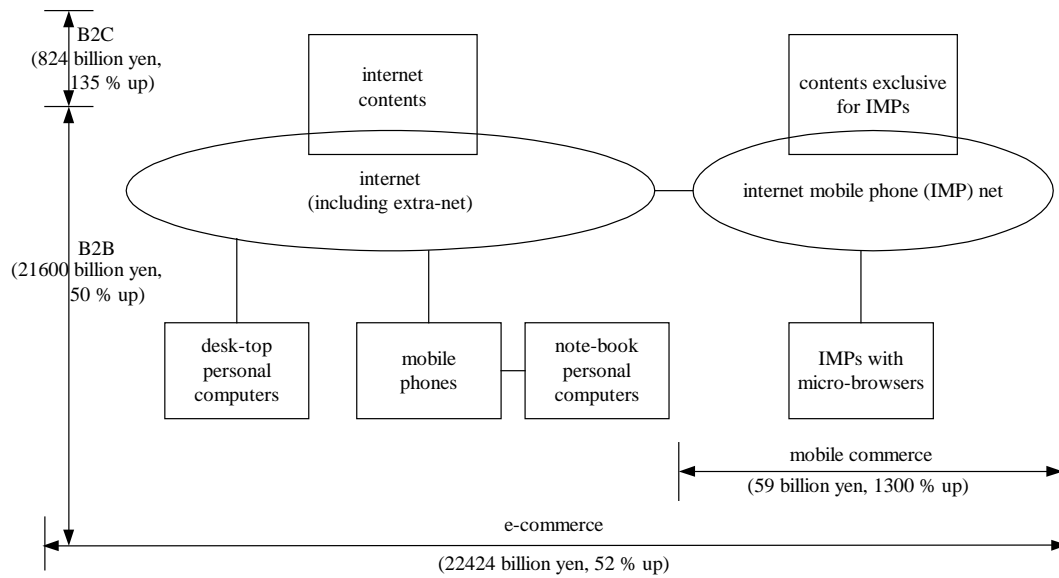 B2C
(824 billion yen,
135 % up)
internet
contents
contents exclusive
for IMPs
internet
(including extra-net)
internet mobile phone (IMP) net
B2B
(21600 billion yen,
50 % up)
desk-top
personal
computers
mobile
phones
note-book
personal
computers
IMPs with
micro-browsers
mobile commerce
(59 billion yen, 1300 % up)
e-commerce
(22424 billion yen, 52 % up)